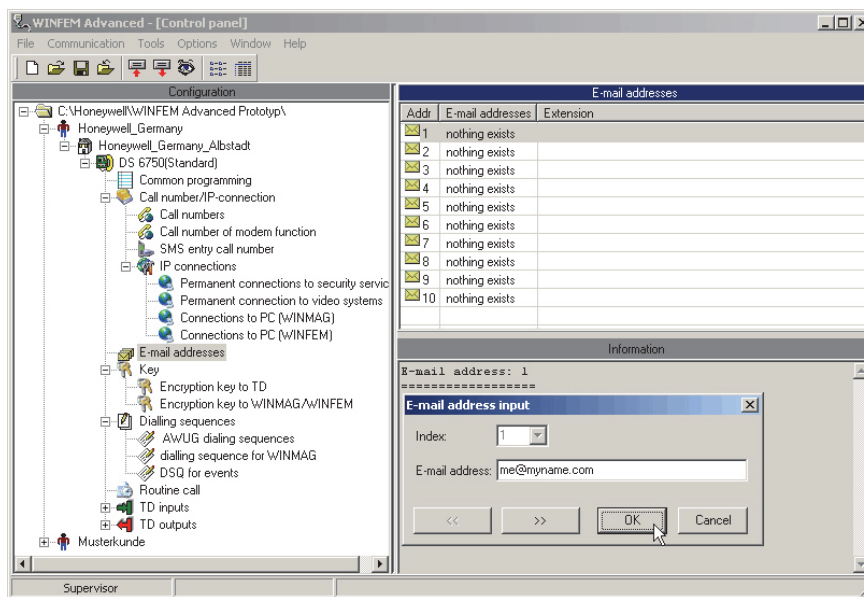 WINFEM Advanced - [Control panel]
File Communication Tools Options Window Help
Configuration
C:\Honeywell\WINFEM Advanced Prototyp\
Honeywell_Germany
Honeywell_Germany_Albstadt
DS 6750(Standard)
Common programming
Call number/IP-connection
Call numbers
Call number of modem function
SMS entry call number
IP connections
Permanent connections to security servic
Permanent connection to video systems
Connections to PC (WINMAG)
Connections to PC (WINFEM)
E-mail addresses
Key
Encryption key to TD
Encryption key to WINMAG/WINFEM
Dialling sequences
AWUG dialing sequences
dialling sequence for WINMAG
DSQ for events
Routine call
TD inputs
TD outputs
Musterkunde
E-mail addresses
Addr E-mail addresses Extension
1 nothing exists
2 nothing exists
3 nothing exists
4 nothing exists
5 nothing exists
6 nothing exists
7 nothing exists
8 nothing exists
9 nothing exists
10 nothing exists
Information
E-mail address: 1
==================
E-mail address input
Index: 1
E-mail address: me@myname.com
<< >> OK Cancel
Supervisor